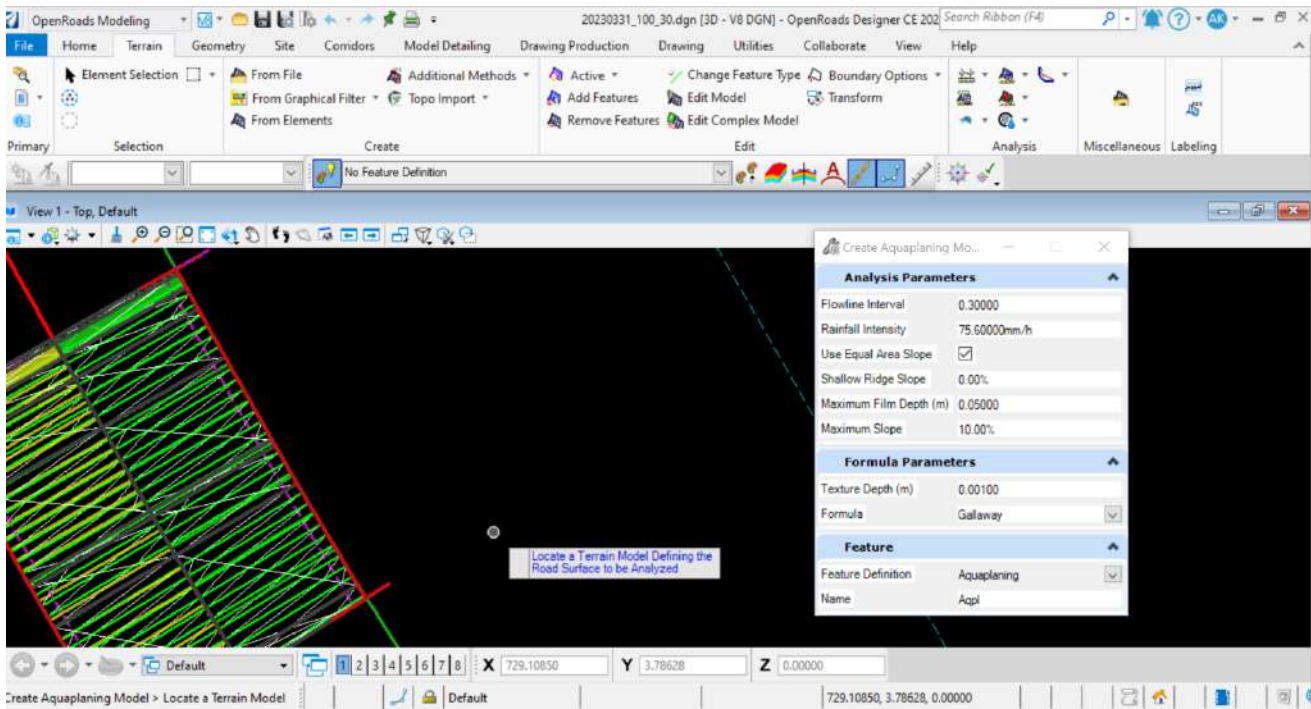 OpenRoads Modeling
20230331_100_30.dgn [3D - V8 DGN] - OpenRoads Designer CE 202
Search Ribbon (F4)
AK
File Home Terrain Geometry Site Corridors Model Detailing Drawing Production Drawing Utilities Collaborate View Help
Element Selection
From File
Additional Methods
Active
Change Feature Type
Boundary Options
From Graphical Filter
Topo Import
Add Features
Edit Model
Transform
From Elements
Remove Features
Edit Complex Model
Primary Selection Create Edit Analysis Miscellaneous Labeling
No Feature Definition
View 1 - Top, Default
Create Aquaplaning Mo...
Analysis Parameters
Flowline Interval 0.30000
Rainfall Intensity 75.60000mm/h
Use Equal Area Slope
Shallow Ridge Slope 0.00%
Maximum Film Depth (m) 0.05000
Maximum Slope 10.00%
Formula Parameters
Texture Depth (m) 0.00100
Formula Gallaway
Feature
Feature Definition Aquaplaning
Name Aqpl
Locate a Terrain Model Defining the
Road Surface to be Analyzed
Default 1 2 3 4 5 6 7 8 X 729.10850 Y 3.78628 Z 0.00000
Create Aquaplaning Model > Locate a Terrain Model Default 729.10850, 3.78628, 0.00000